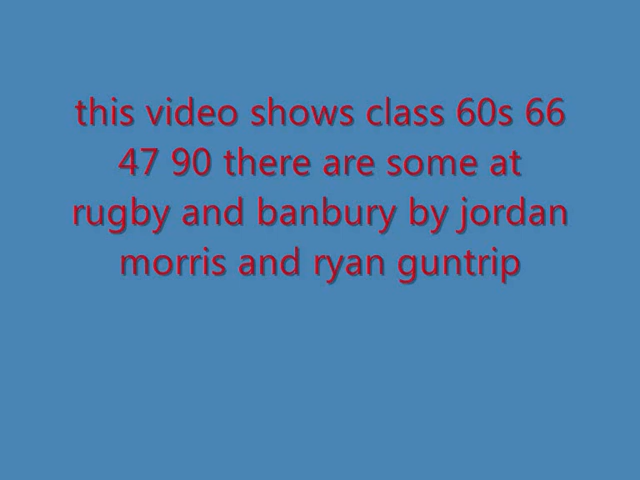 this video shows class 60s 66
47 90 there are some at
rugby and banbury by jordan
morris and ryan guntrip